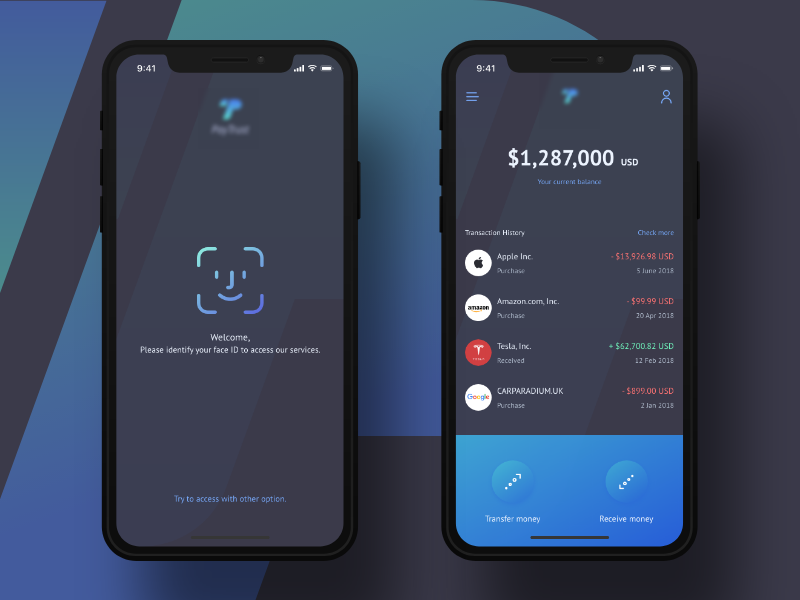 9:41
PayTrust
Welcome,
Please identify your face ID to access our services.
Try to access with other option.
9:41
$1,287,000 USD
Your current balance
Transaction History Check more
Apple Inc. - $13,926.98 USD
Purchase 5 June 2018
amazon
Amazon.com, Inc. - $99.99 USD
Purchase 20 Apr 2018
Tesla, Inc. + $62,700.82 USD
TESLA
Received 12 Feb 2018
CARPARADIUM.UK - $899.00 USD
Google
Purchase 2 Jan 2018
Transfer money Receive money